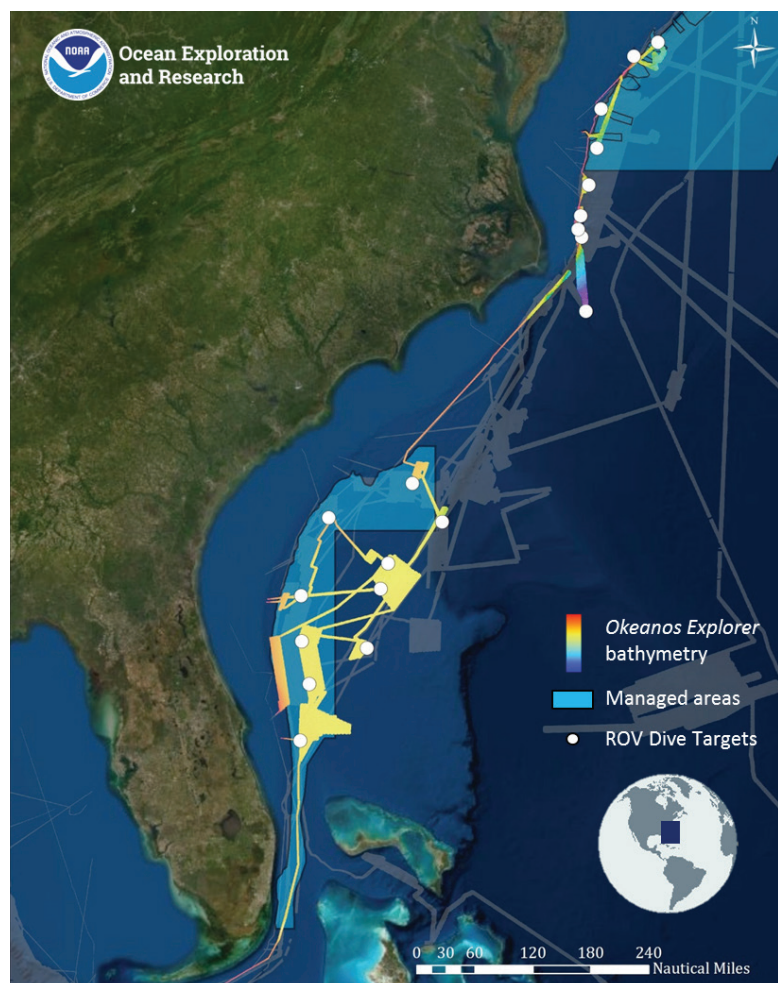 NOAA
Ocean Exploration
and Research
N
Okeanos Explorer
bathymetry
Managed areas
ROV Dive Targets
0 30 60 120 180 240
Nautical Miles